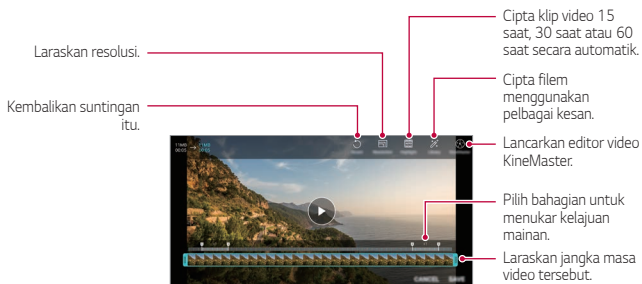 Laraskan resolusi.
Kembalikan suntingan
itu.
Cipta klip video 15
saat, 30 saat atau 60
saat secara automatik.
Cipta filem
menggunakan
pelbagai kesan.
Lancarkan editor video
KineMaster.
Pilih bahagian untuk
menukar kelajuan
mainan.
Laraskan jangka masa
video tersebut.
CANCEL SAVE